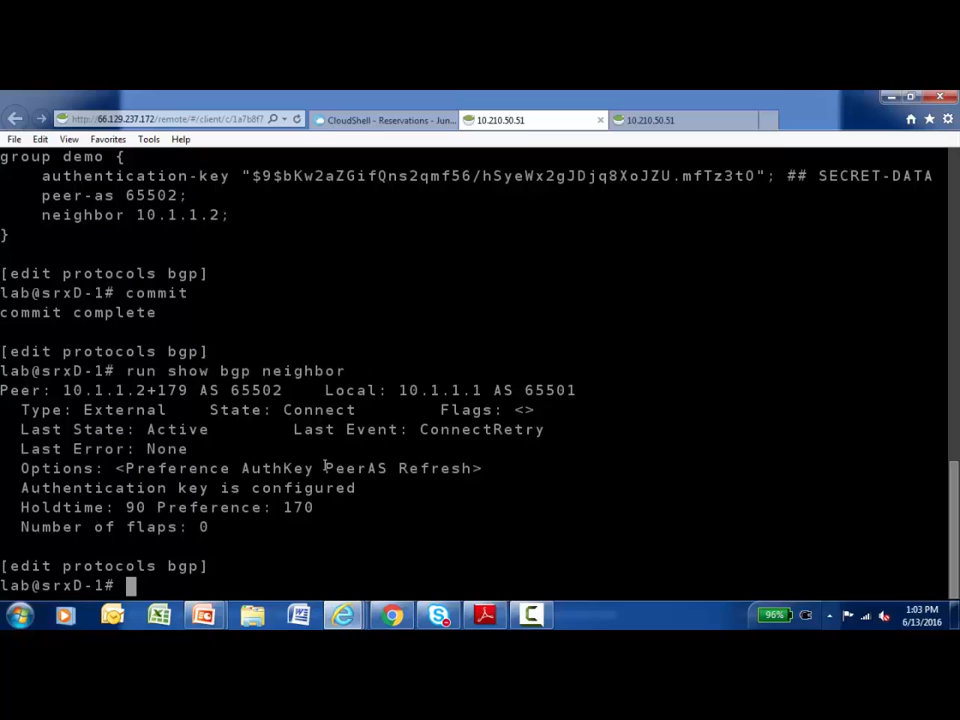 http://66.129.237.172/remote/#/client/c/1a7b8f7
CloudShell - Reservations - Jun...
10.210.50.51
10.210.50.51
File Edit View Favorites Tools Help
group demo {
authentication-key "$9$bKw2aZGifQns2qmf56/hSyeWx2gJDjq8XoJZU.mfTz3tO"; ## SECRET-DATA
peer-as 65502;
neighbor 10.1.1.2;
}
[edit protocols bgp]
lab@srxD-1# commit
commit complete
[edit protocols bgp]
lab@srxD-1# run show bgp neighbor
Peer: 10.1.1.2+179 AS 65502 Local: 10.1.1.1 AS 65501
Type: External State: Connect Flags: <>
Last State: Active Last Event: ConnectRetry
Last Error: None
Options: <Preference AuthKey PeerAS Refresh>
Authentication key is configured
Holdtime: 90 Preference: 170
Number of flaps: 0
[edit protocols bgp]
lab@srxD-1#
96%
1:03 PM
6/13/2016